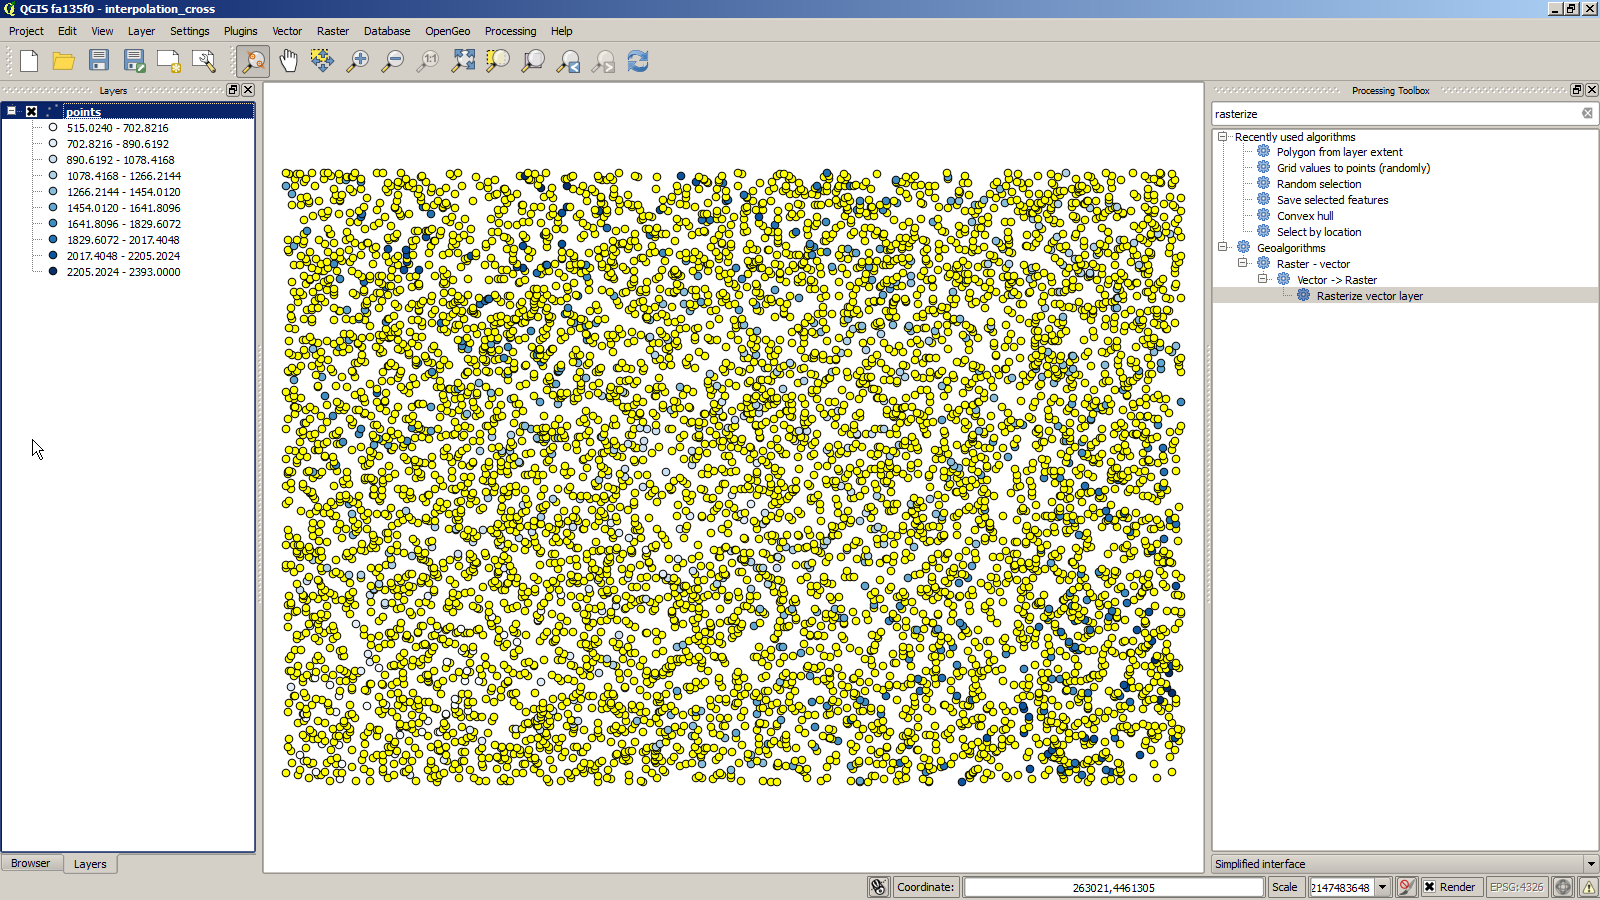 QGIS fa135f0 - interpolation_cross
Project Edit View Layer Settings Plugins Vector Raster Database OpenGeo Processing Help
1:1
Layers
points
515.0240 - 702.8216
702.8216 - 890.6192
890.6192 - 1078.4168
1078.4168 - 1266.2144
1266.2144 - 1454.0120
1454.0120 - 1641.8096
1641.8096 - 1829.6072
1829.6072 - 2017.4048
2017.4048 - 2205.2024
2205.2024 - 2393.0000
Browser Layers
Processing Toolbox
rasterize
Recently used algorithms
Polygon from layer extent
Grid values to points (randomly)
Random selection
Save selected features
Convex hull
Select by location
Geoalgorithms
Raster - vector
Vector -> Raster
Rasterize vector layer
Simplified interface
Coordinate: 263021,4461305 Scale 2147483648 Render EPSG:4326